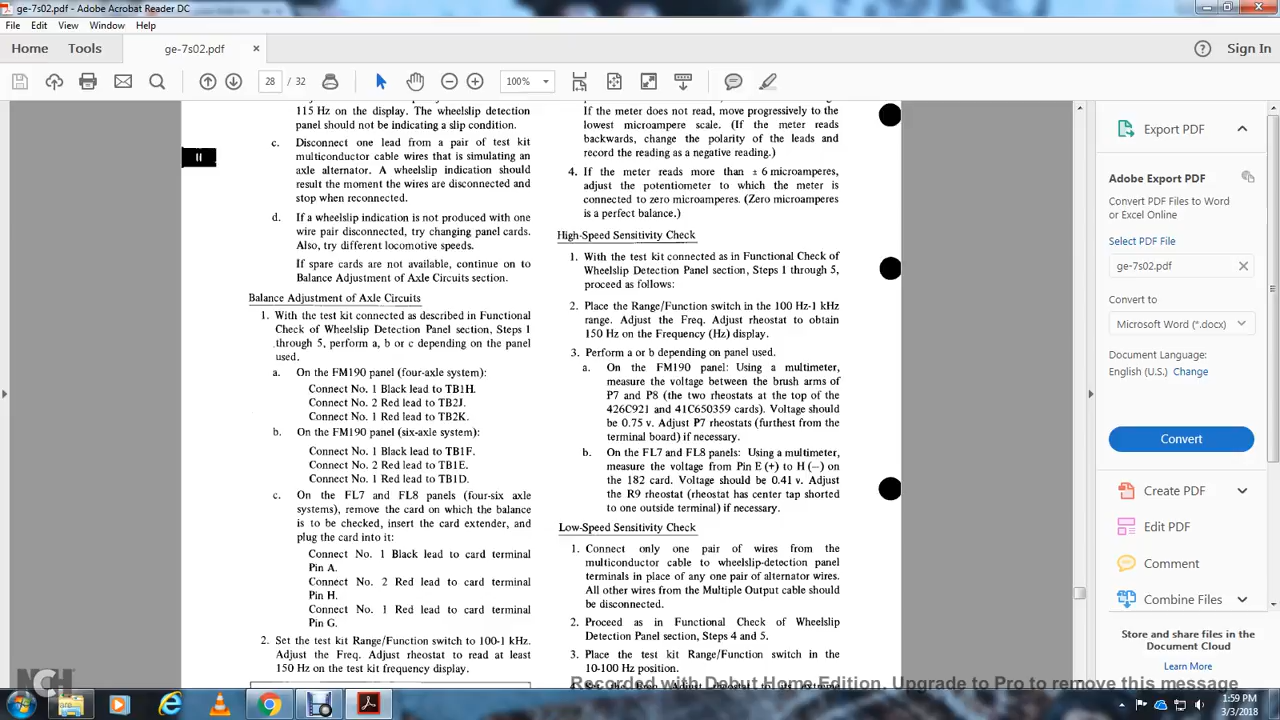 ge-7s02.pdf - Adobe Acrobat Reader DC
File Edit View Window Help
Home Tools ge-7s02.pdf × ? Sign In
28 / 32 100%
115 Hz on the display. The wheelslip detection
panel should not be indicating a slip condition.
c. Disconnect one lead from a pair of test kit
multiconductor cable wires that is simulating an
axle alternator. A wheelslip indication should
result the moment the wires are disconnected and
stop when reconnected.
d. If a wheelslip indication is not produced with one
wire pair disconnected, try changing panel cards.
Also, try different locomotive speeds.
If spare cards are not available, continue on to
Balance Adjustment of Axle Circuits section.
Balance Adjustment of Axle Circuits
1. With the test kit connected as described in Functional
Check of Wheelslip Detection Panel section, Steps 1
through 5, perform a, b or c depending on the panel
used.
a. On the FM190 panel (four-axle system):
Connect No. 1 Black lead to TB1H.
Connect No. 2 Red lead to TB2J.
Connect No. 1 Red lead to TB2K.
b. On the FM190 panel (six-axle system):
Connect No. 1 Black lead to TB1F.
Connect No. 2 Red lead to TB1E.
Connect No. 1 Red lead to TB1D.
c. On the FL7 and FL8 panels (four-six axle
systems), remove the card on which the balance
is to be checked, insert the card extender, and
plug the card into it:
Connect No. 1 Black lead to card terminal
Pin A.
Connect No. 2 Red lead to card terminal
Pin H.
Connect No. 1 Red lead to card terminal
Pin G.
2. Set the test kit Range/Function switch to 100-1 kHz.
Adjust the Freq. Adjust rheostat to read at least
150 Hz on the test kit frequency display.
11
If the meter does not read, move progressively to the
lowest microampere scale. (If the meter reads
backwards, change the polarity of the leads and
record the reading as a negative reading.)
4. If the meter reads more than ± 6 microamperes,
adjust the potentiometer to which the meter is
connected to zero microamperes. (Zero microamperes
is a perfect balance.)
High-Speed Sensitivity Check
1. With the test kit connected as in Functional Check of
Wheelslip Detection Panel section, Steps 1 through 5,
proceed as follows:
2. Place the Range/Function switch in the 100 Hz-1 kHz
range. Adjust the Freq. Adjust rheostat to obtain
150 Hz on the Frequency (Hz) display.
3. Perform a or b depending on panel used.
a. On the FM190 panel: Using a multimeter,
measure the voltage between the brush arms of
P7 and P8 (the two rheostats at the top of the
426C921 and 41C650359 cards). Voltage should
be 0.75 v. Adjust P7 rheostats (furthest from the
terminal board) if necessary.
b. On the FL7 and FL8 panels: Using a multimeter,
measure the voltage from Pin E (+) to H (−) on
the 182 card. Voltage should be 0.41 v. Adjust
the R9 rheostat (rheostat has center tap shorted
to one outside terminal) if necessary.
Low-Speed Sensitivity Check
1. Connect only one pair of wires from the
multiconductor cable to wheelslip-detection panel
terminals in place of any one pair of alternator wires.
All other wires from the Multiple Output cable should
be disconnected.
2. Proceed as in Functional Check of Wheelslip
Detection Panel section, Steps 4 and 5.
3. Place the test kit Range/Function switch in the
10-100 Hz position.
Export PDF
Adobe Export PDF
Convert PDF Files to Word
or Excel Online
Select PDF File
ge-7s02.pdf
Convert to
Microsoft Word (*.docx)
Document Language:
English (U.S.) Change
Convert
Create PDF
Edit PDF
Comment
Combine Files
Store and share files in the
Document Cloud
Learn More
NCH
Recorded with Debut Home Edition. Upgrade to Pro to remove this message
1:59 PM
3/3/2018